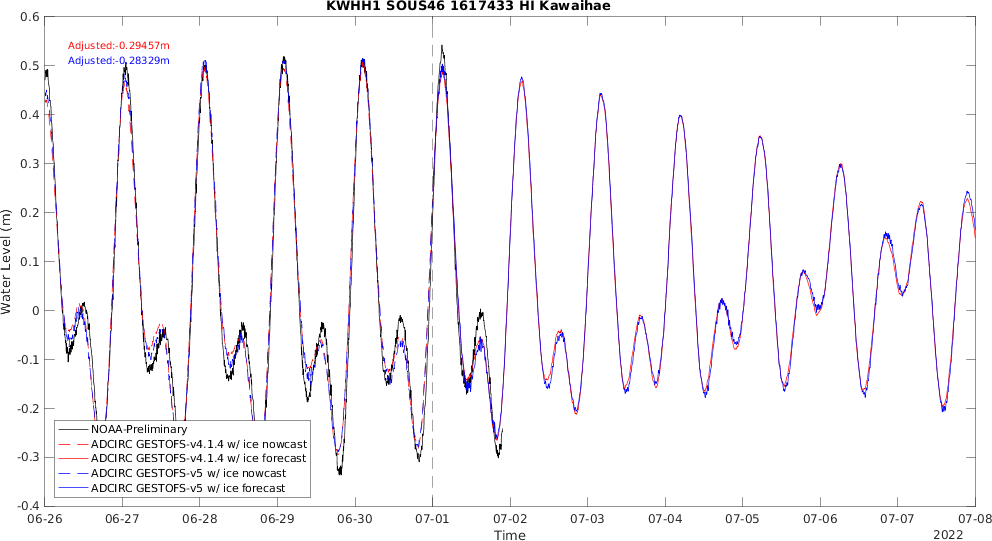 KWHH1 SOUS46 1617433 HI Kawaihae
0.6
0.5
0.4
0.3
0.2
0.1
0
-0.1
-0.2
-0.3
-0.4
Water Level (m)
Adjusted:-0.29457m
Adjusted:-0.28329m
NOAA-Preliminary
ADCIRC GESTOFS-v4.1.4 w/ ice nowcast
ADCIRC GESTOFS-v4.1.4 w/ ice forecast
ADCIRC GESTOFS-v5 w/ ice nowcast
ADCIRC GESTOFS-v5 w/ ice forecast
06-26 06-27 06-28 06-29 06-30 07-01 07-02 07-03 07-04 07-05 07-06 07-07 07-08
Time
2022